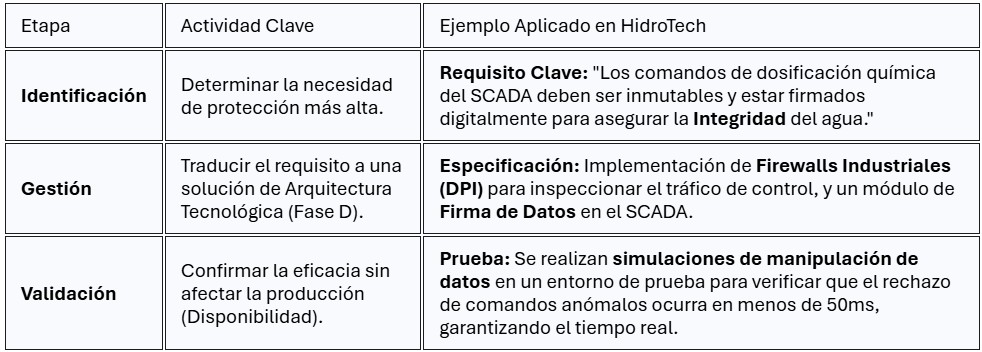 Etapa
Actividad Clave
Ejemplo Aplicado en HidroTech
Identificación
Determinar la necesidad
de protección más alta.
Requisito Clave: "Los comandos de dosificación química
del SCADA deben ser inmutables y estar firmados
digitalmente para asegurar la Integridad del agua."
Gestión
Traducir el requisito a una
solución de Arquitectura
Tecnológica (Fase D).
Especificación: Implementación de Firewalls Industriales
(DPI) para inspeccionar el tráfico de control, y un módulo de
Firma de Datos en el SCADA.
Validación
Confirmar la eficacia sin
afectar la producción
(Disponibilidad).
Prueba: Se realizan simulaciones de manipulación de
datos en un entorno de prueba para verificar que el rechazo
de comandos anómalos ocurra en menos de 50ms,
garantizando el tiempo real.